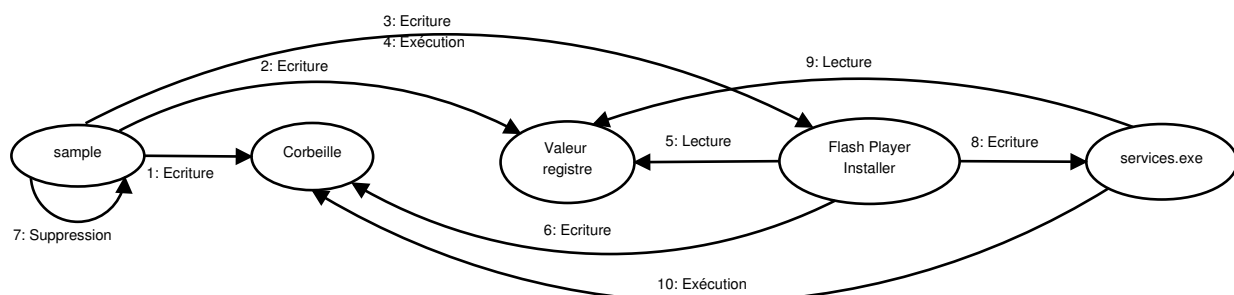 3: Ecriture
4: Exécution
2: Ecriture
9: Lecture
sample
1: Ecriture
Corbeille
Valeur
registre
5: Lecture
Flash Player
Installer
8: Ecriture
services.exe
7: Suppression
6: Ecriture
10: Exécution